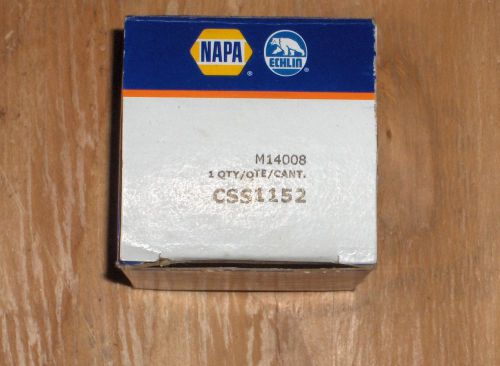 NAPA® ECHLIN®
M14008
1 QTY/QTE/CANT.
CSS1152